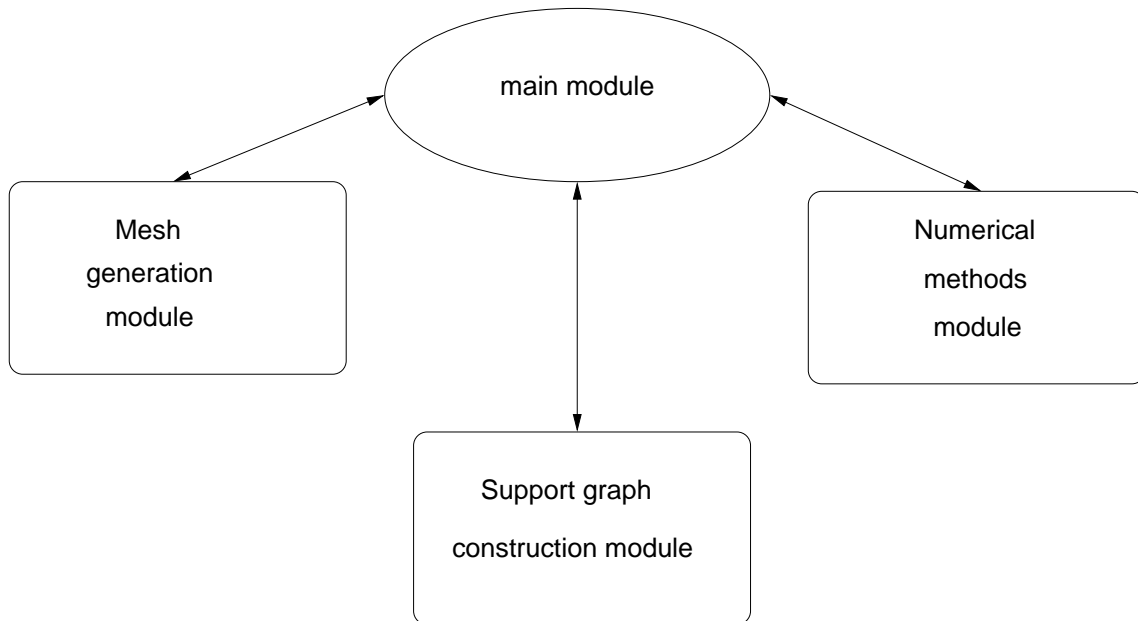 main module
Mesh
generation
module
Numerical
methods
module
Support graph
construction module